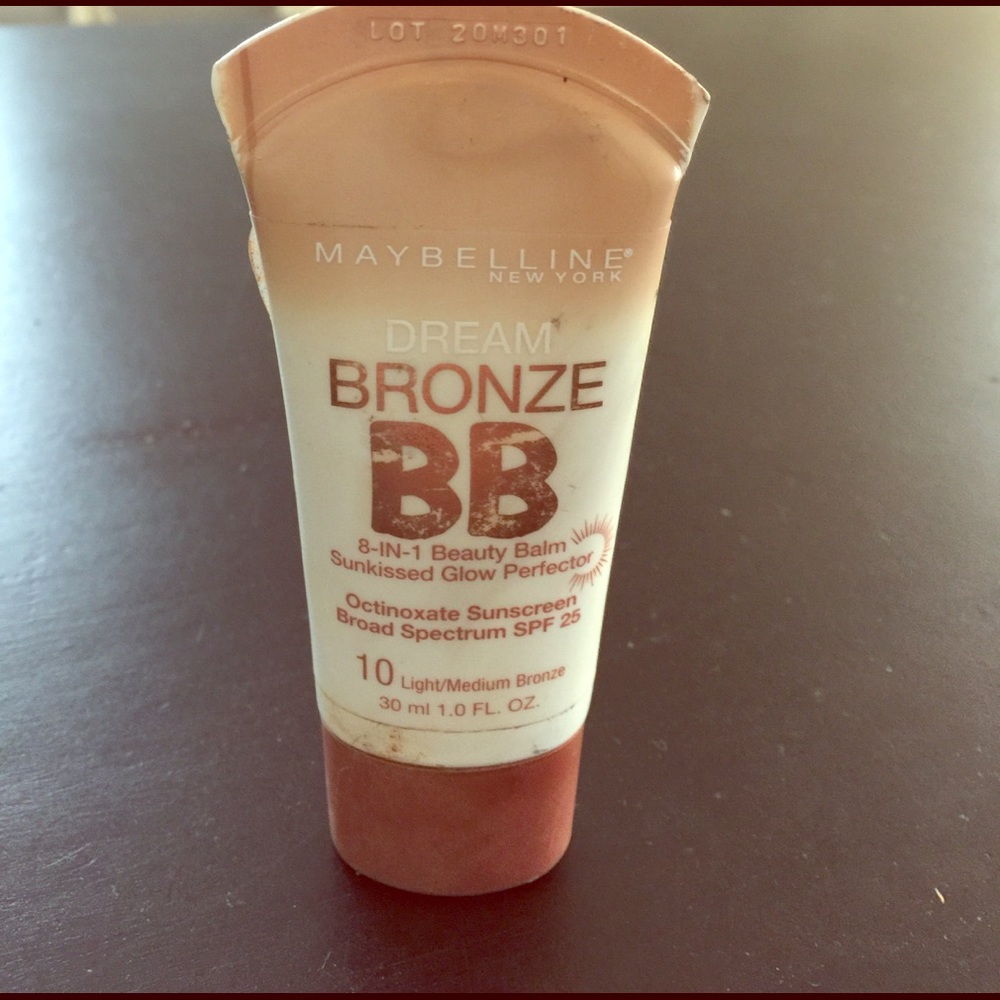 LOT 20M301
MAYBELLINE®
NEW YORK
DREAM
BRONZE
BB
8-IN-1 Beauty Balm
Sunkissed Glow Perfector
Octinoxate Sunscreen
Broad Spectrum SPF 25
10 Light/Medium Bronze
30 ml 1.0 FL. OZ.